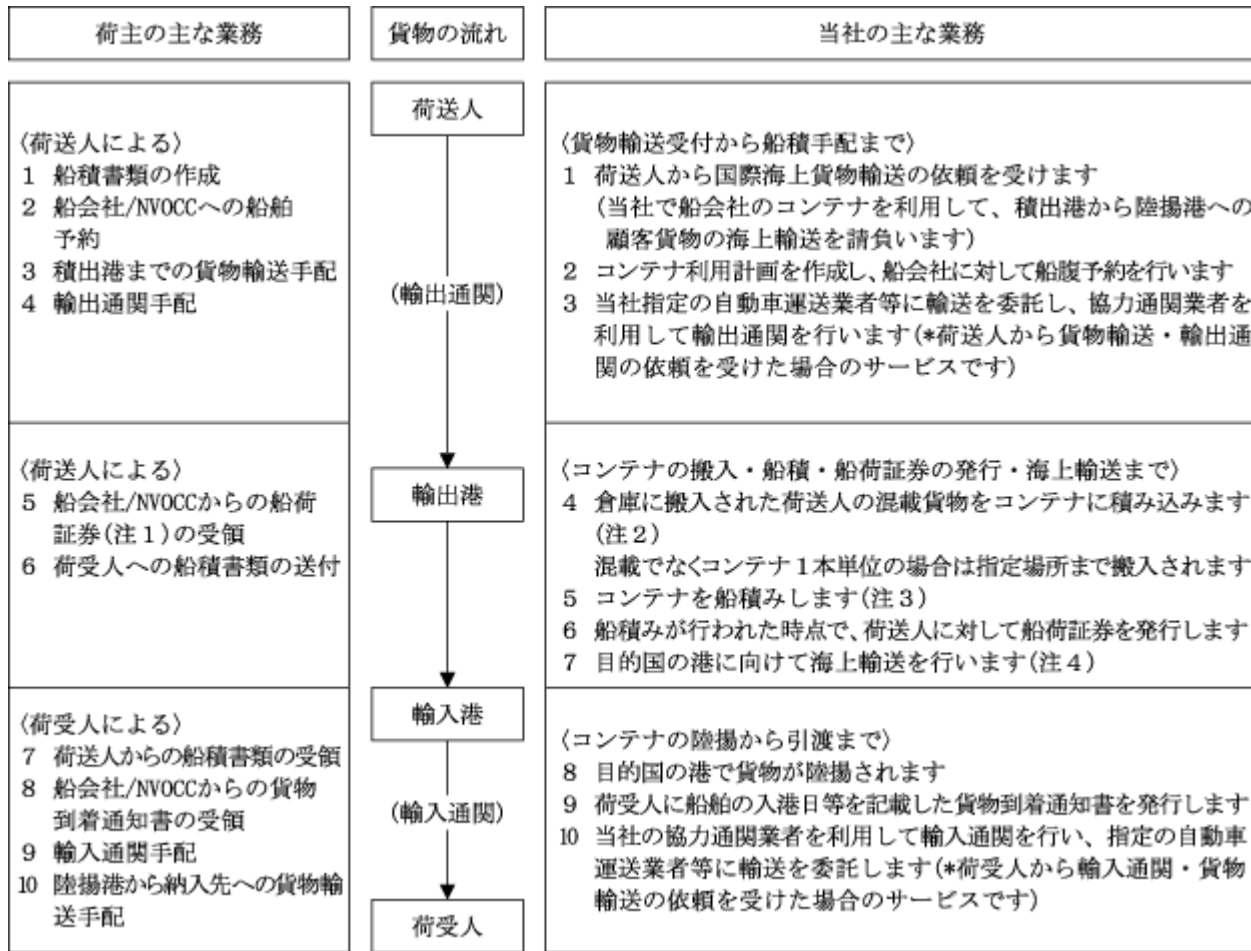 荷主の主な業務
貨物の流れ
当社の主な業務
〈荷送人による〉
1 船積書類の作成
2 船会社/NVOCCへの船舶
予約
3 積出港までの貨物輸送手配
4 輸出通関手配
荷送人
(輸出通関)
〈貨物輸送受付から船積手配まで〉
1 荷送人から国際海上貨物輸送の依頼を受けます
(当社で船会社のコンテナを利用して、積出港から陸揚港への
顧客貨物の海上輸送を請負います)
2 コンテナ利用計画を作成し、船会社に対して船腹予約を行います
3 当社指定の自動車運送業者等に輸送を委託し、協力通関業者を
利用して輸出通関を行います(*荷送人から貨物輸送・輸出通
関の依頼を受けた場合のサービスです)
〈荷送人による〉
5 船会社/NVOCCからの船荷
証券(注1)の受領
6 荷受人への船積書類の送付
輸出港
〈コンテナの搬入・船積・船荷証券の発行・海上輸送まで〉
4 倉庫に搬入された荷送人の混載貨物をコンテナに積み込みます
(注2)
混載でなくコンテナ1本単位の場合は指定場所まで搬入されます
5 コンテナを船積みします(注3)
6 船積みが行われた時点で、荷送人に対して船荷証券を発行します
7 目的国の港に向けて海上輸送を行います(注4)
〈荷受人による〉
7 荷送人からの船積書類の受領
8 船会社/NVOCCからの貨物
到着通知書の受領
9 輸入通関手配
10 陸揚港から納入先への貨物輸
送手配
輸入港
(輸入通関)
荷受人
〈コンテナの陸揚から引渡まで〉
8 目的国の港で貨物が陸揚されます
9 荷受人に船舶の入港日等を記載した貨物到着通知書を発行します
10 当社の協力通関業者を利用して輸入通関を行い、指定の自動車
運送業者等に輸送を委託します(*荷受人から輸入通関・貨物
輸送の依頼を受けた場合のサービスです)